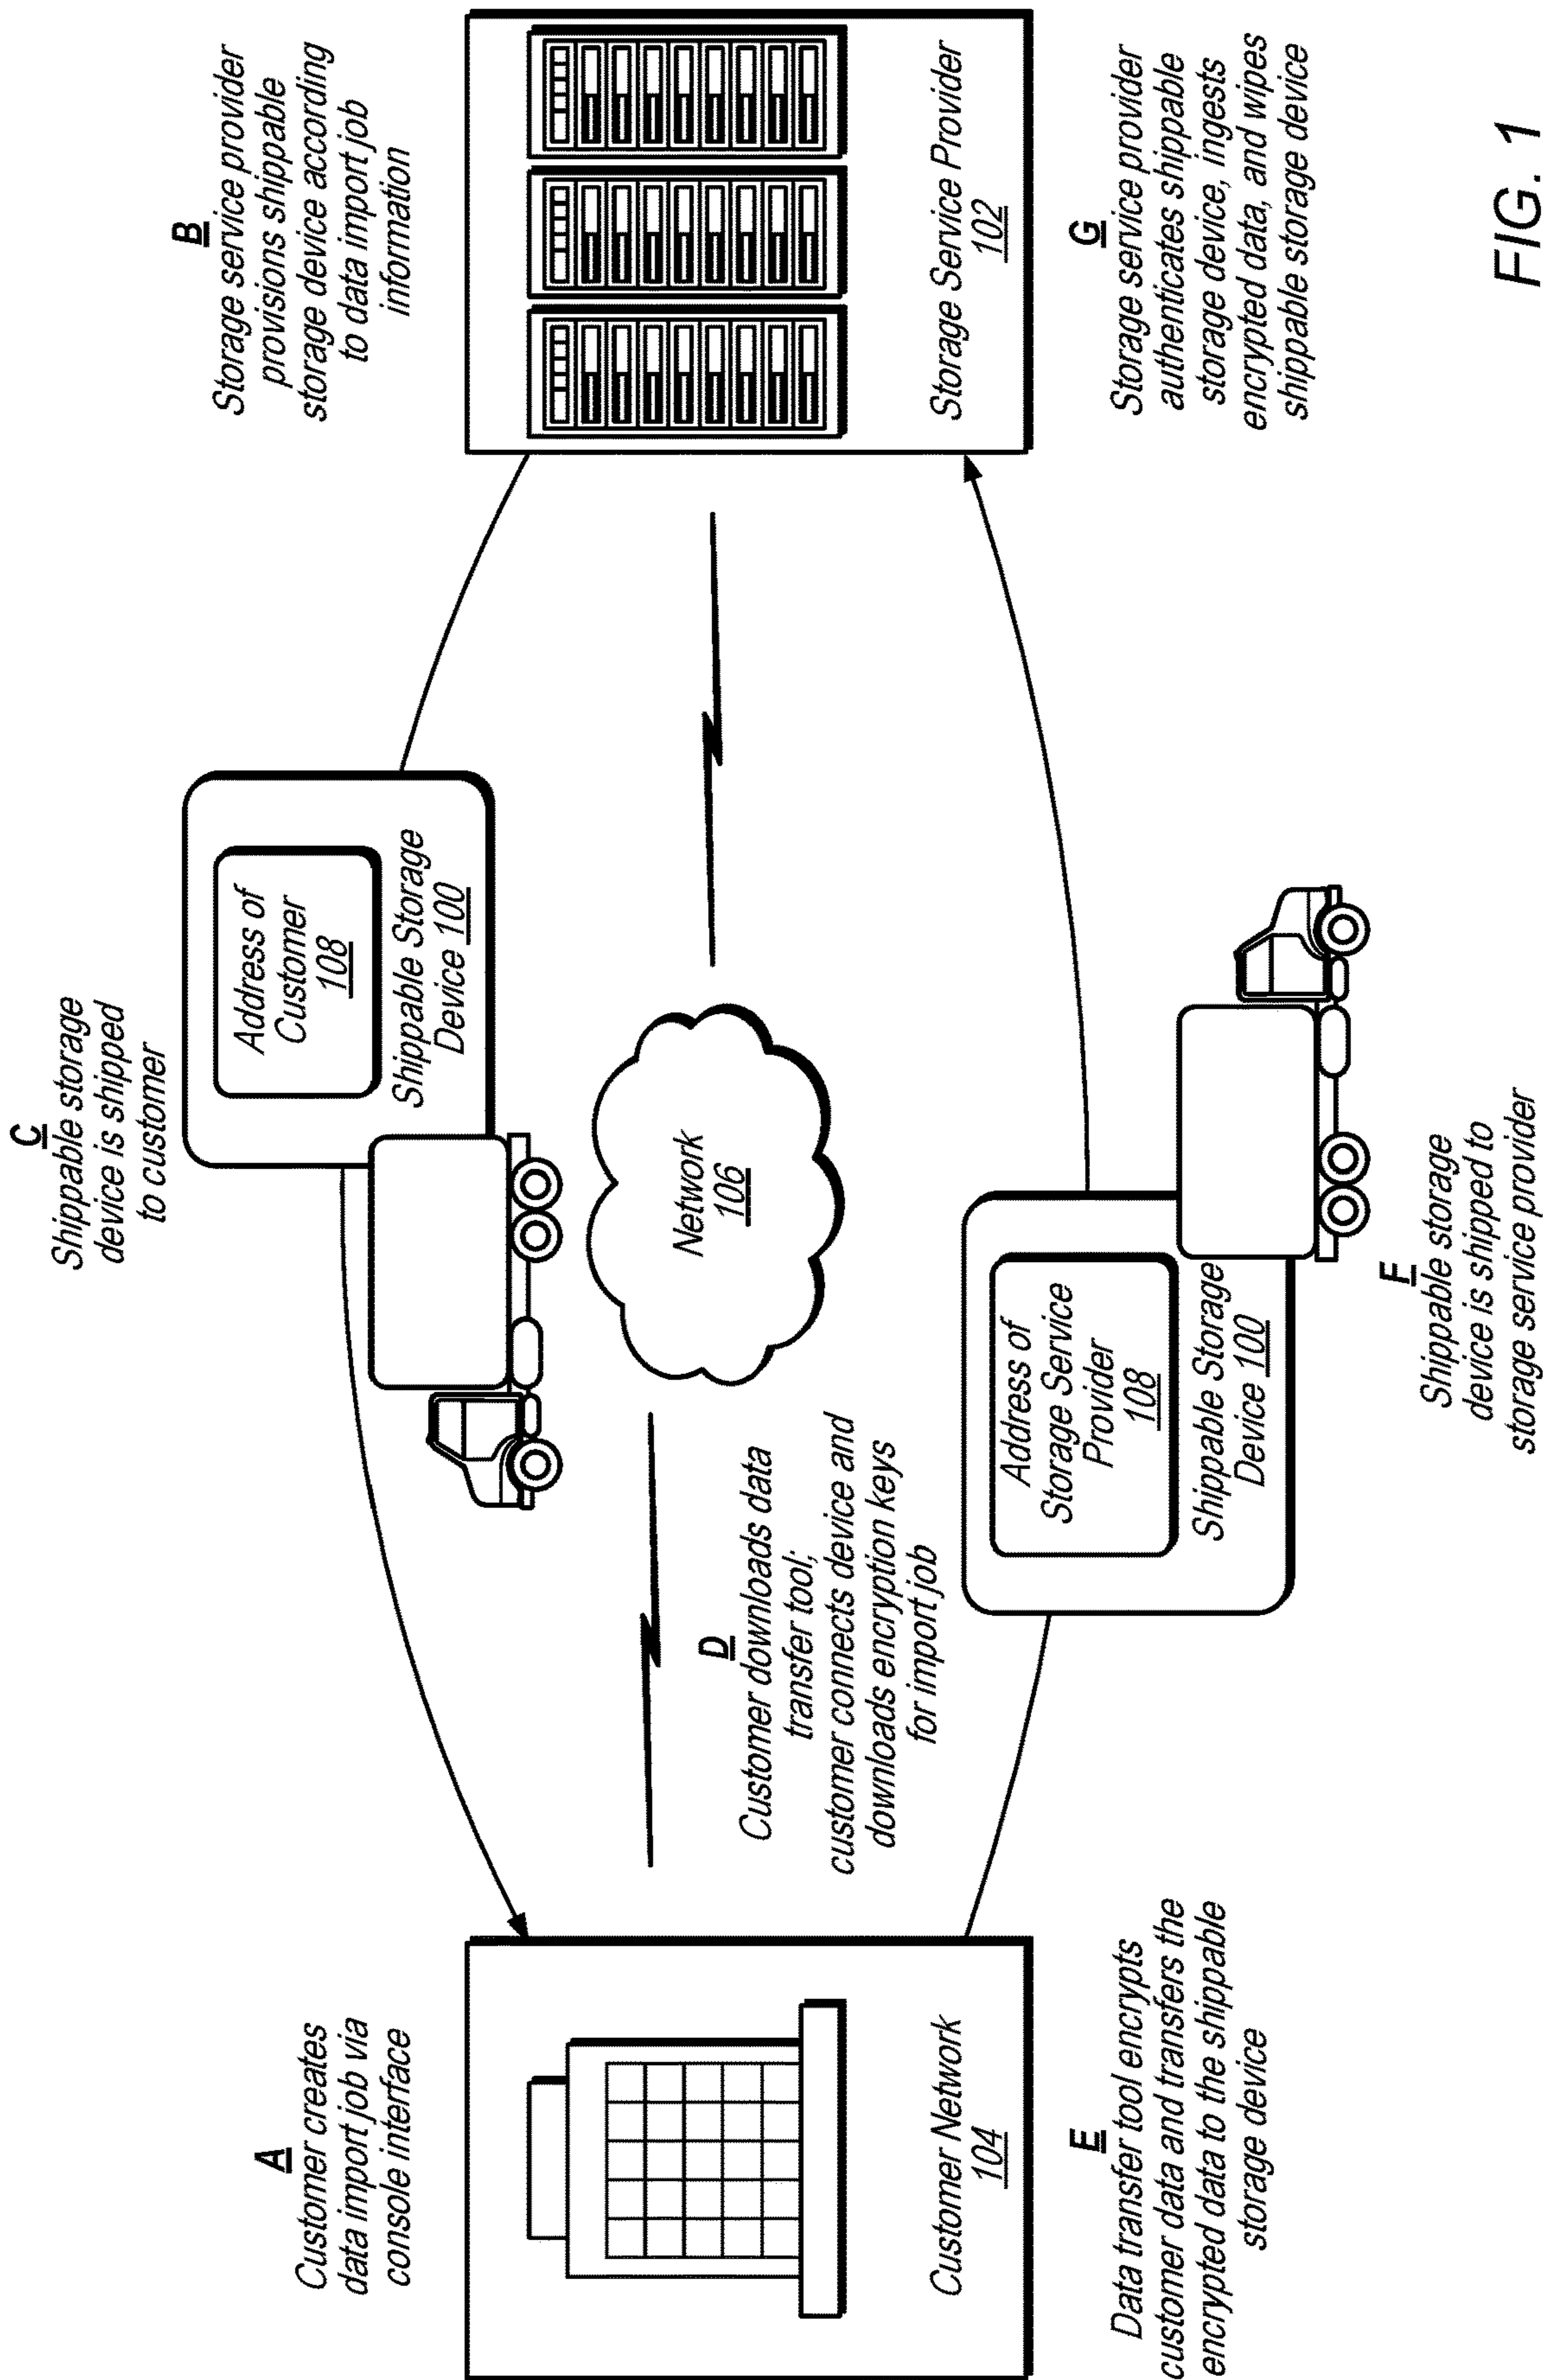 A
Customer creates
data import job via
console interface
B
Storage service provider
provisions shippable
storage device according
to data import job
information
C
Shippable storage
device is shipped
to customer
Address of
Customer
108
Shippable Storage
Device 100
Customer Network
104
Network
106
Storage Service Provider
102
D
Customer downloads data
transfer tool;
customer connects device and
downloads encryption keys
for import job
Address of
Storage Service
Provider
108
Shippable Storage
Device 100
E
Data transfer tool encrypts
customer data and transfers the
encrypted data to the shippable
storage device
F
Shippable storage
device is shipped to
storage service provider
G
Storage service provider
authenticates shippable
storage device, ingests
encrypted data, and wipes
shippable storage device
FIG. 1